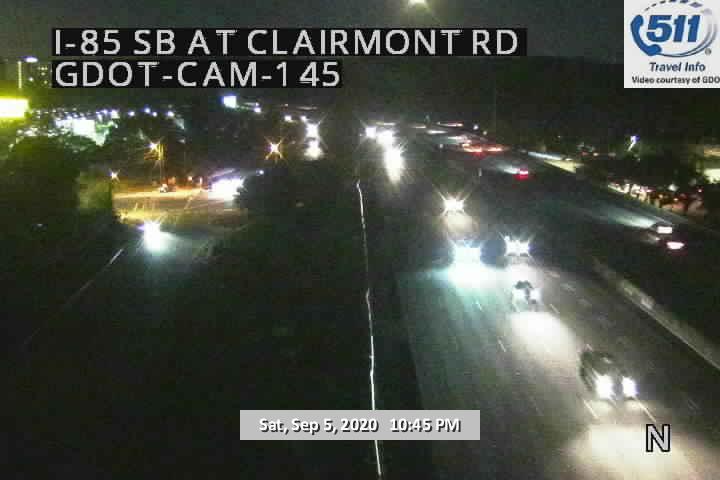 I-85 SB AT CLAIRMONT RD
GDOT-CAM-145
511
Travel Info
Video courtesy of GDO
Sat, Sep 5, 2020 10:45 PM
N